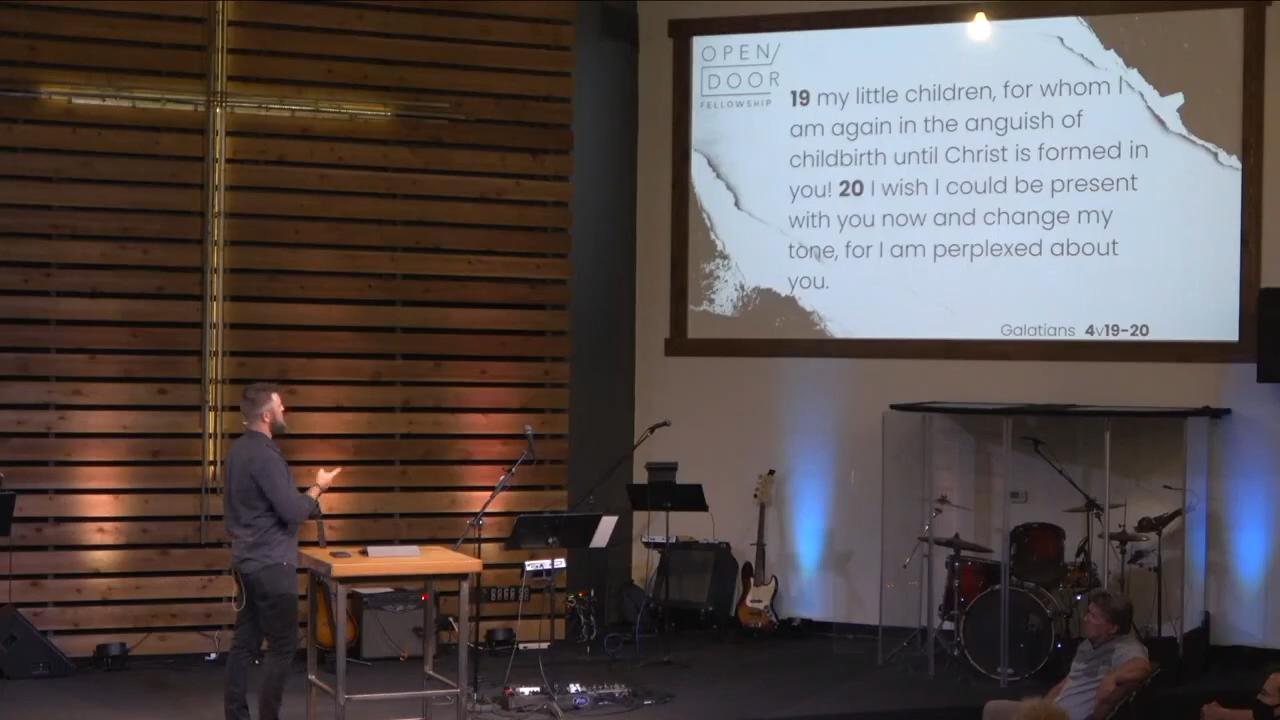 OPEN/
DOOR
FELLOWSHIP
19 my little children, for whom I
am again in the anguish of
childbirth until Christ is formed in
you! 20 I wish I could be present
with you now and change my
tone, for I am perplexed about
you.
Galatians 4v19-20